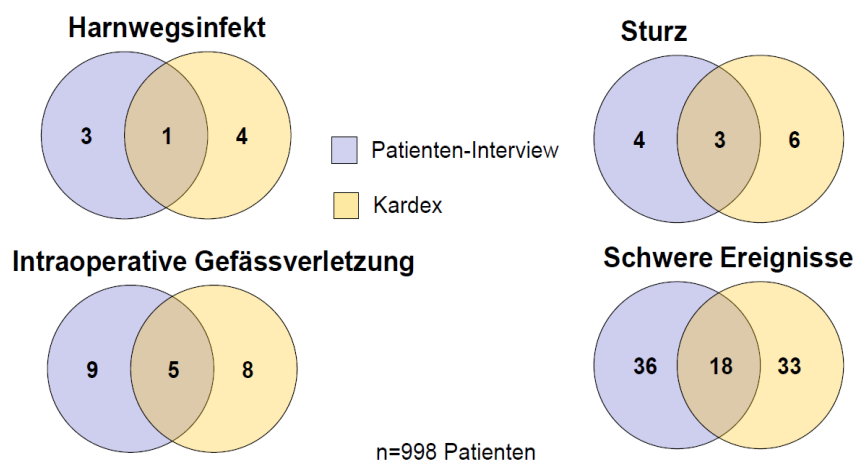 Harnwegsinfekt
3 1 4
Sturz
4 3 6
Patienten-Interview
Kardex
Intraoperative Gefässverletzung
9 5 8
Schwere Ereignisse
36 18 33
n=998 Patienten